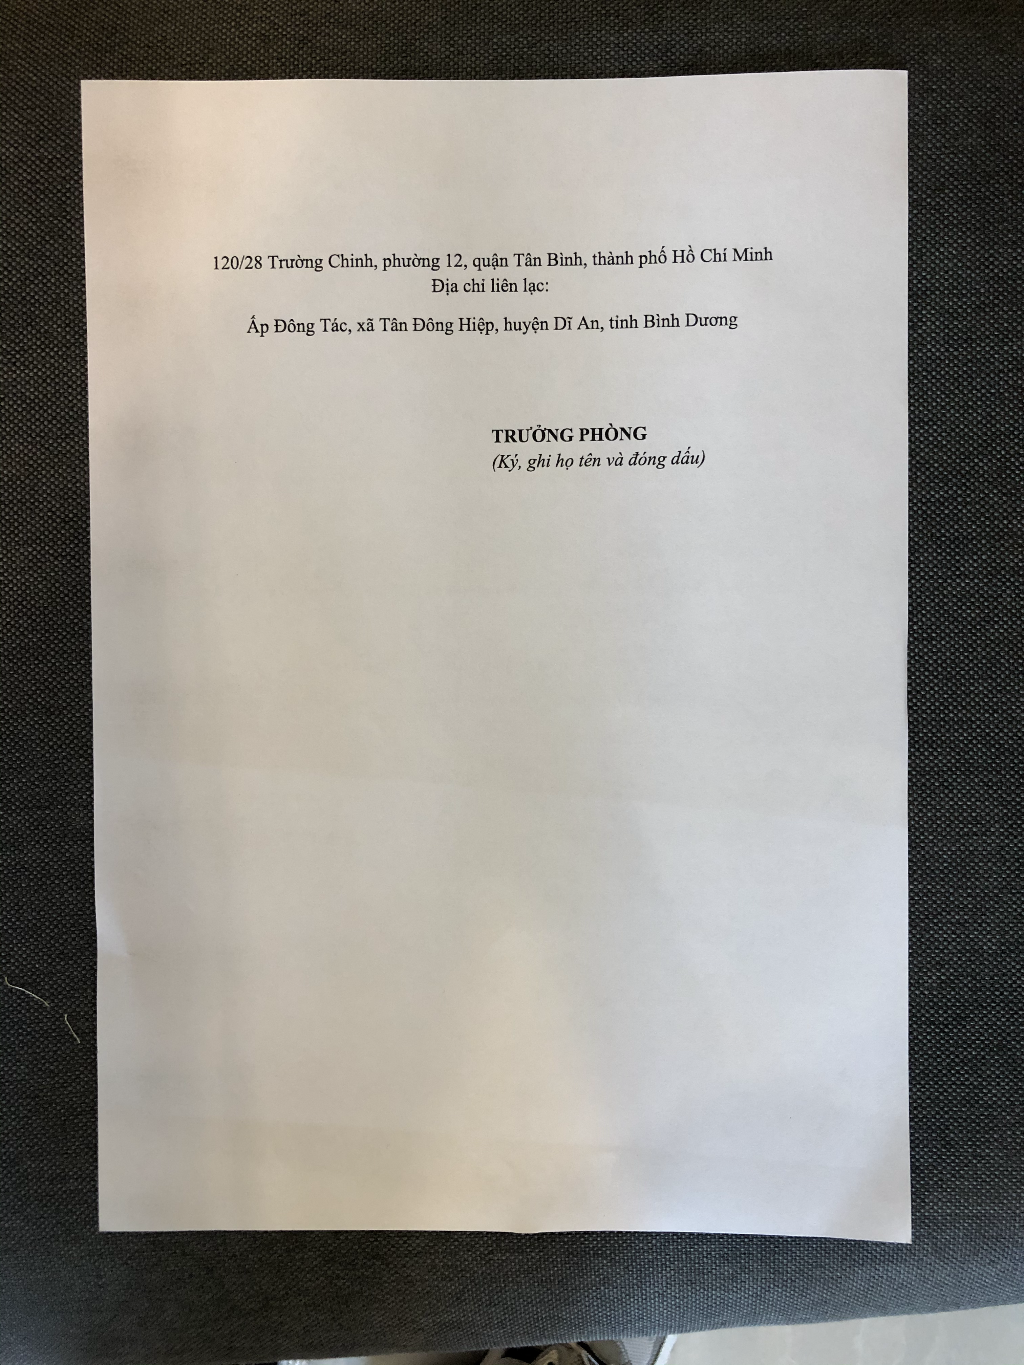 120/28 Trường Chinh, phường 12, quận Tân Bình, thành phố Hồ Chí Minh
Địa chỉ liên lạc:
Ấp Đông Tác, xã Tân Đông Hiệp, huyện Dĩ An, tỉnh Bình Dương
TRƯỞNG PHÒNG
(Ký, ghi họ tên và đóng dấu)